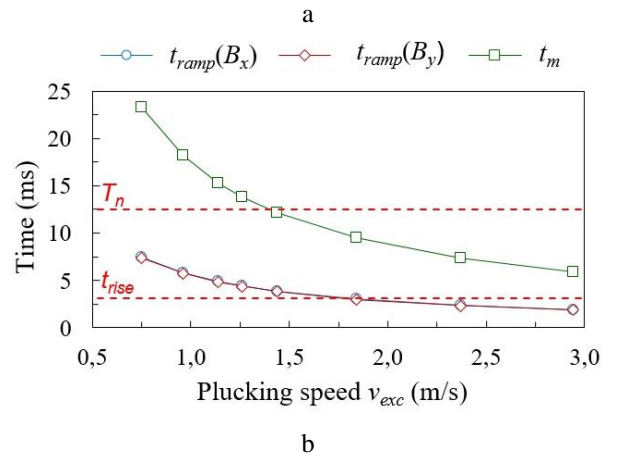 a
t_ramp(B_x) t_ramp(B_y) t_m
25
20
15
10
5
0
Time (ms)
T_n
t_rise
0,5 1,0 1,5 2,0 2,5 3,0
Plucking speed v_exc (m/s)
b